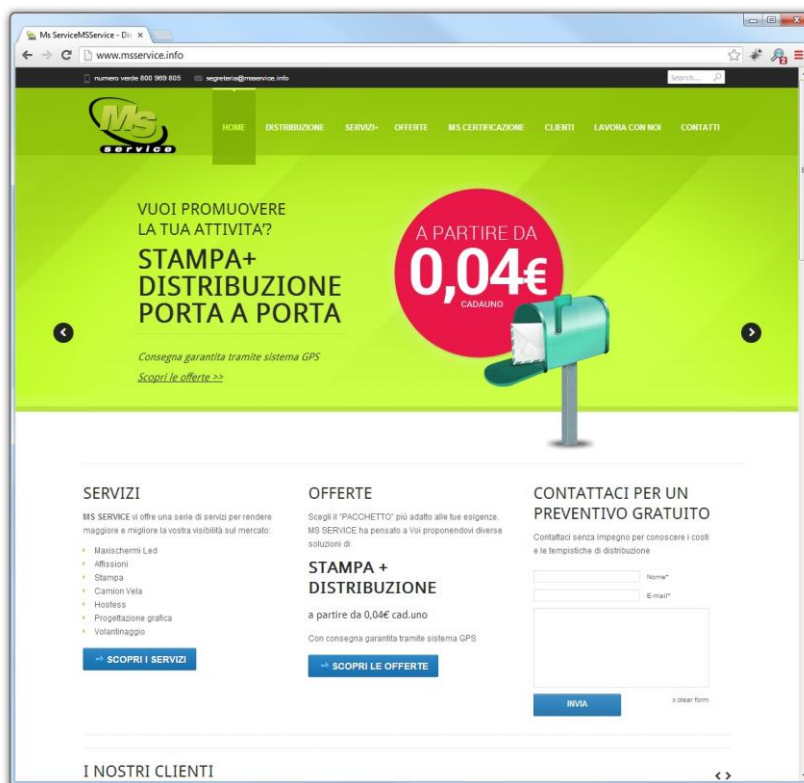 Ms ServiceMSService - Di
www.msservice.info
numero verde 800 969 805 segreteria@msservice.info Search...
Ms
service
HOME DISTRIBUZIONE SERVIZI+ OFFERTE MS CERTIFICAZIONE CLIENTI LAVORA CON NOI CONTATTI
VUOI PROMUOVERE
LA TUA ATTIVITA'?
STAMPA+
DISTRIBUZIONE
PORTA A PORTA
Consegna garantita tramite sistema GPS
Scopri le offerte >>
A PARTIRE DA
0,04€
CADAUNO
SERVIZI
MS SERVICE vi offre una serie di servizi per rendere
maggiore e migliore la vostra visibilità sul mercato:
Maxischermi Led
Affissioni
Stampa
Camion Vela
Hostess
Progettazione grafica
Volantinaggio
SCOPRI I SERVIZI
OFFERTE
Scegli il "PACCHETTO" più adatto alle tue esigenze.
MS SERVICE ha pensato a Voi proponendovi diverse
soluzioni di:
STAMPA +
DISTRIBUZIONE
a partire da 0,04€ cad.uno
Con consegna garantita tramite sistema GPS
SCOPRI LE OFFERTE
CONTATTACI PER UN
PREVENTIVO GRATUITO
Contattaci senza impegno per conoscere i costi
e le tempistiche di distribuzione
Nome*
E-mail*
INVIA x clear form
I NOSTRI CLIENTI